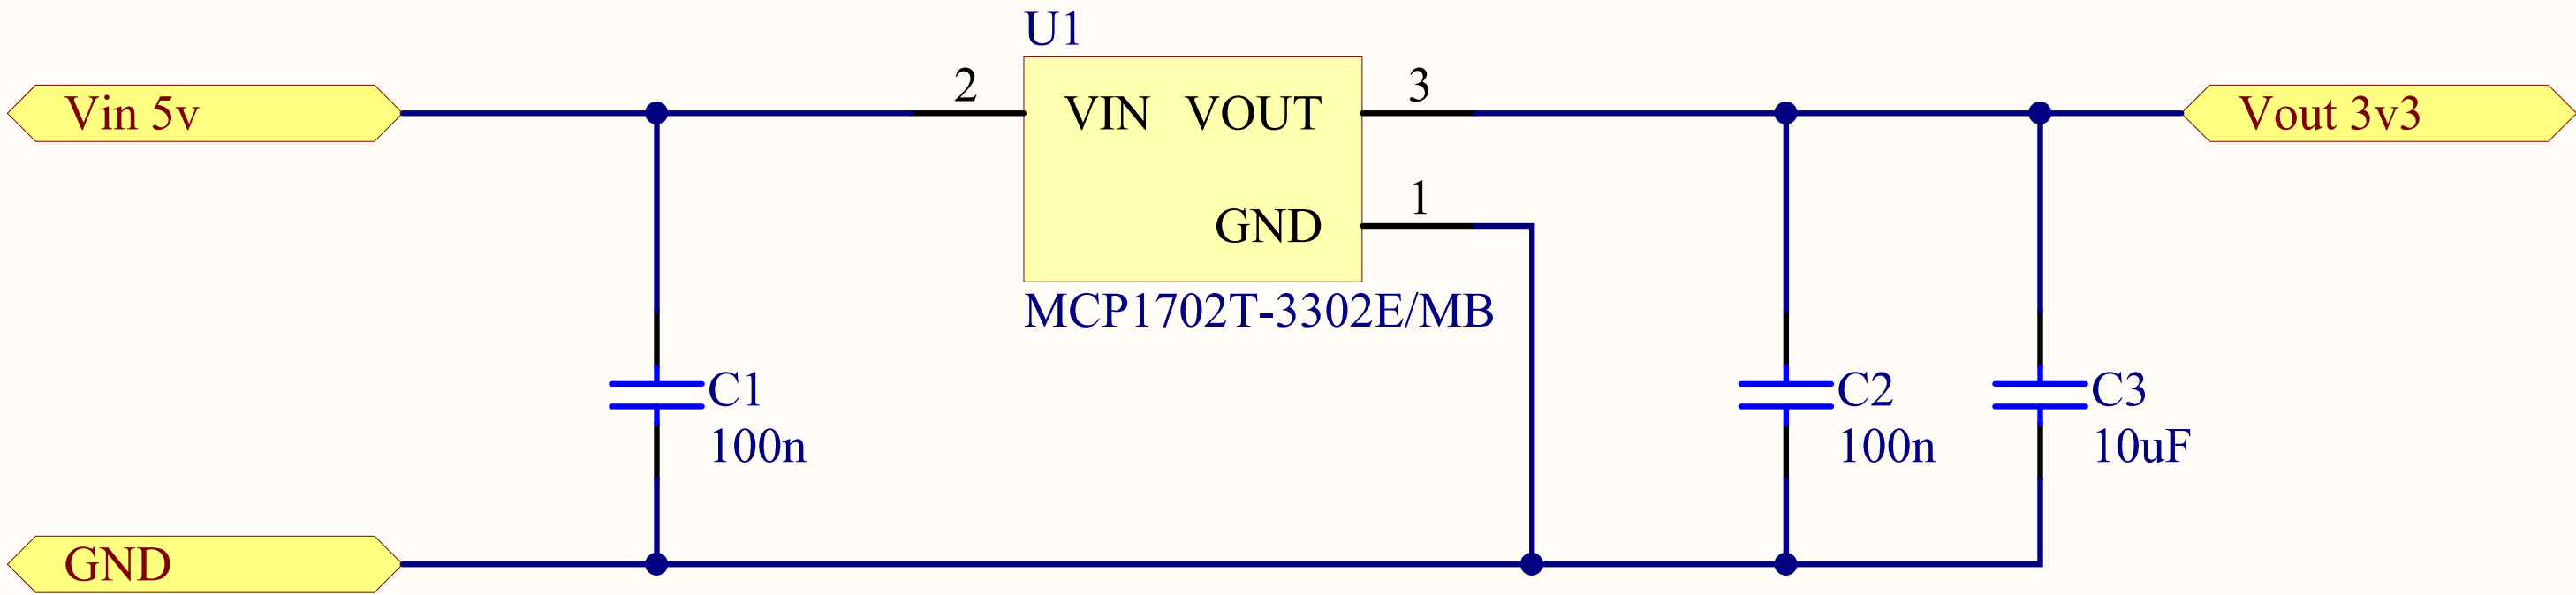 U1
Vin 5v
2
VIN VOUT
3
Vout 3v3
GND
1
MCP1702T-3302E/MB
C1
100n
C2
100n
C3
10uF
GND